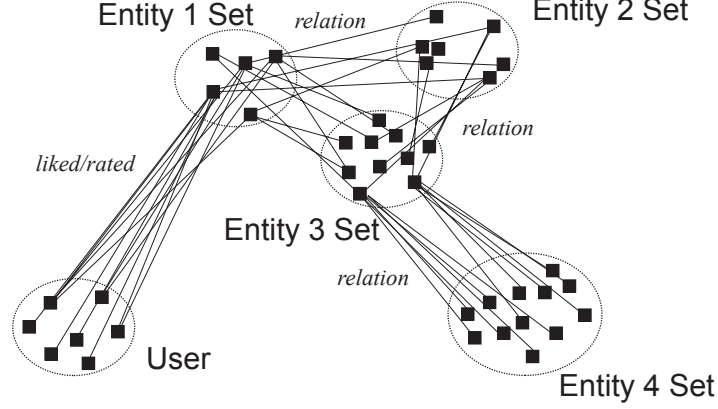 Entity 1 Set
relation
Entity 2 Set
relation
liked/rated
Entity 3 Set
relation
User
Entity 4 Set